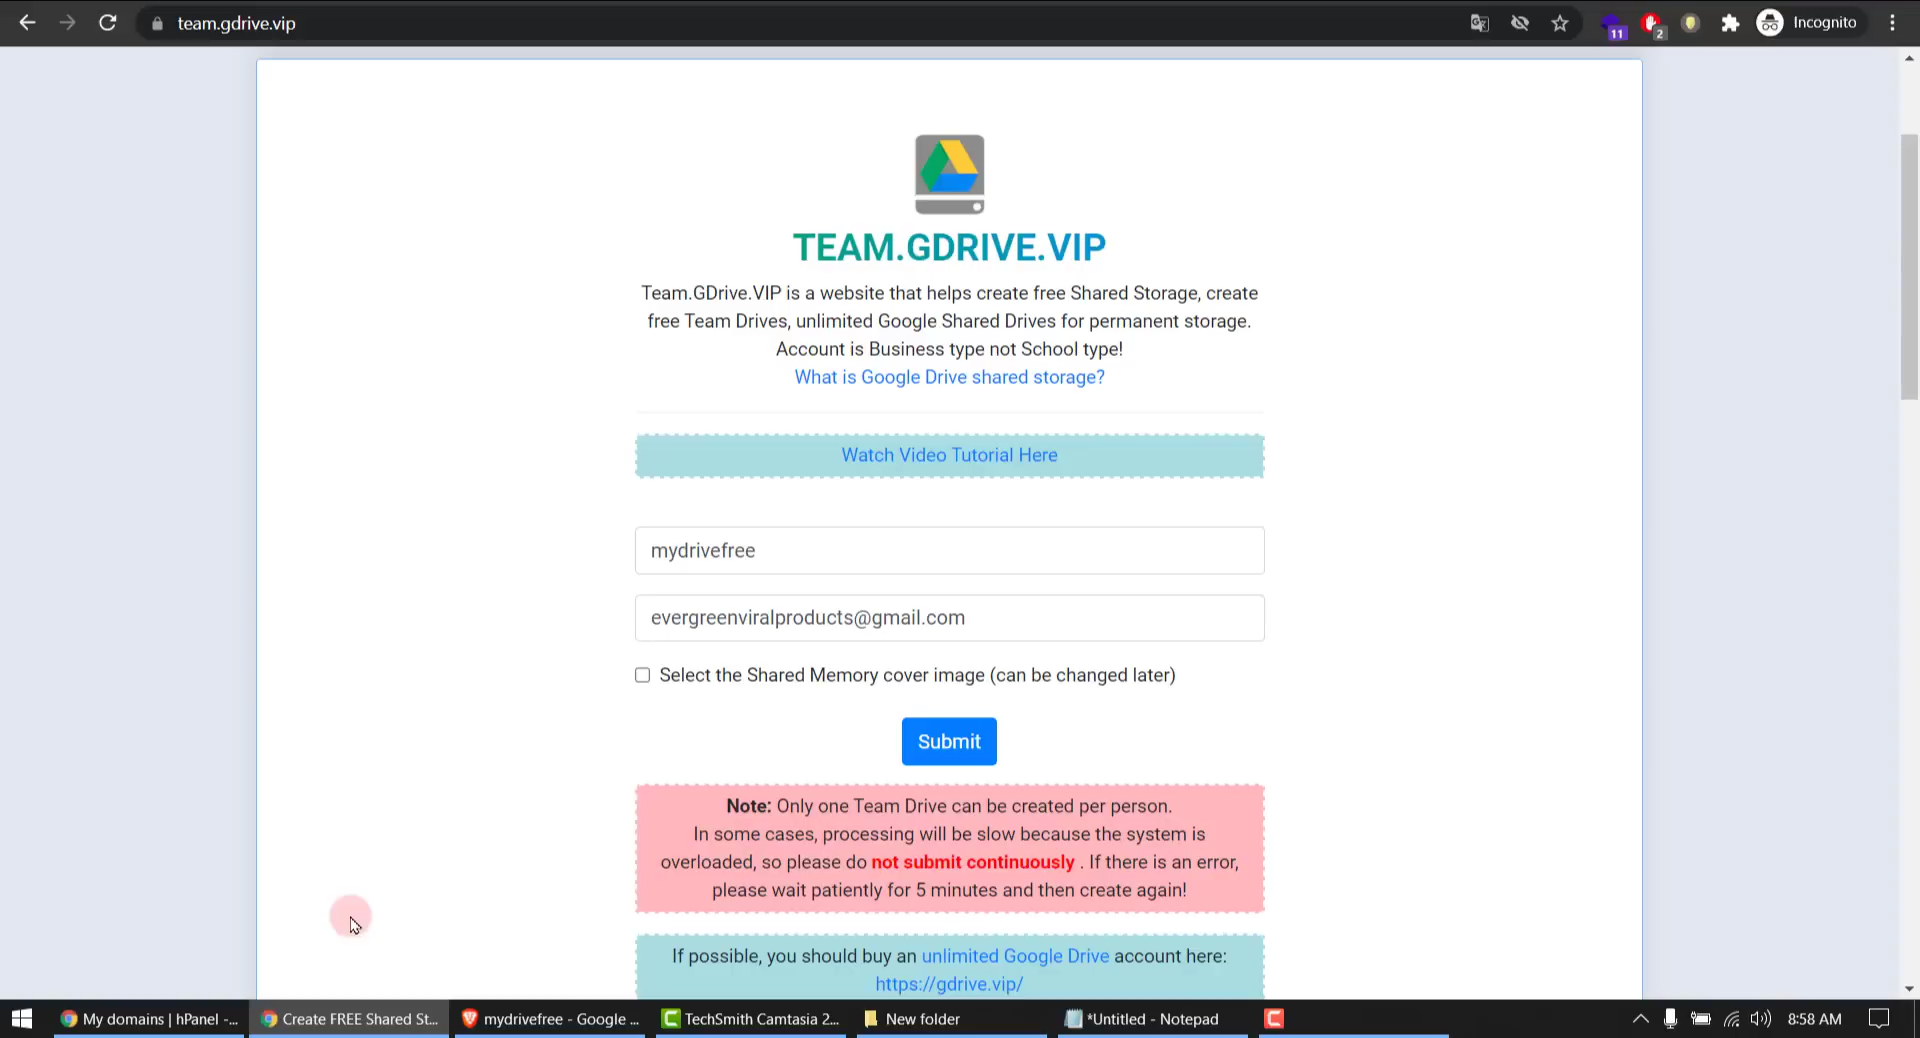 team.gdrive.vip
11
2
Incognito
TEAM.GDRIVE.VIP
Team.GDrive.VIP is a website that helps create free Shared Storage, create
free Team Drives, unlimited Google Shared Drives for permanent storage.
Account is Business type not School type!
What is Google Drive shared storage?
Watch Video Tutorial Here
mydrivefree
evergreenviralproducts@gmail.com
Select the Shared Memory cover image (can be changed later)
Submit
Note: Only one Team Drive can be created per person.
In some cases, processing will be slow because the system is
overloaded, so please do not submit continuously . If there is an error,
please wait patiently for 5 minutes and then create again!
If possible, you should buy an unlimited Google Drive account here:
https://gdrive.vip/
My domains | hPanel -...
Create FREE Shared St...
mydrivefree - Google ...
TechSmith Camtasia 2...
New folder
*Untitled - Notepad
8:58 AM